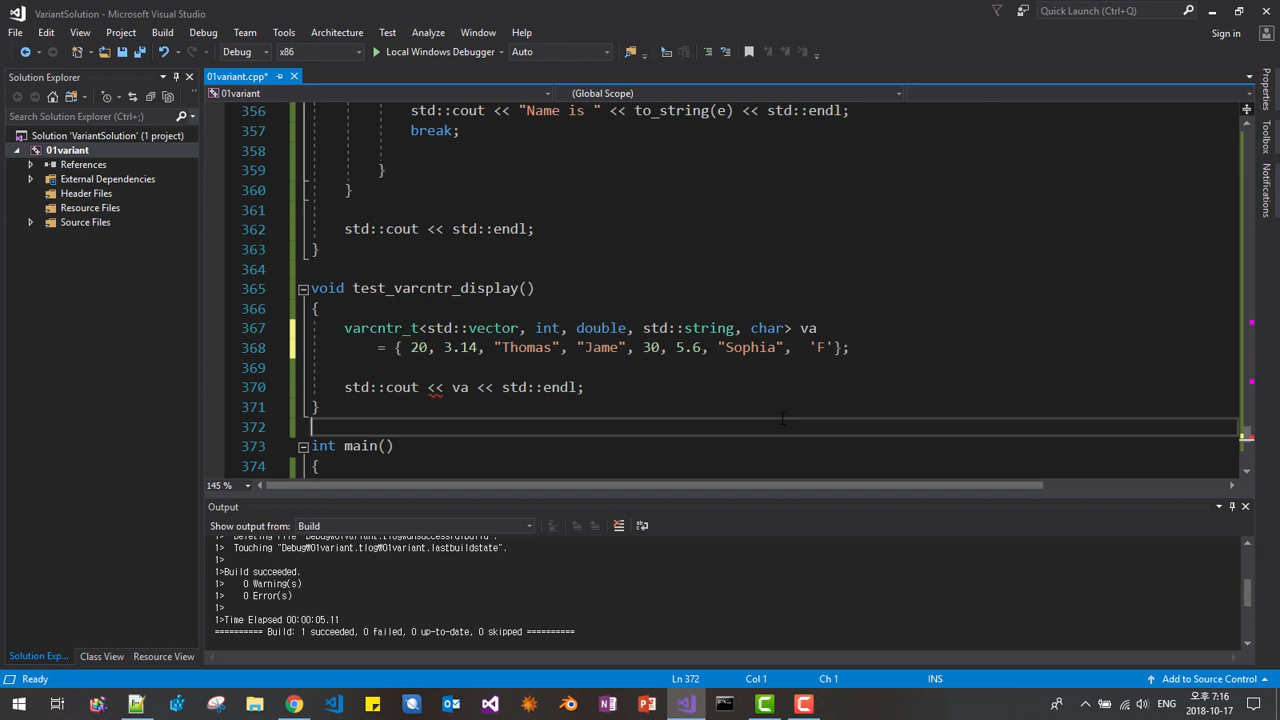 VariantSolution (Running) - Microsoft Visual Studio
Quick Launch (Ctrl+Q)
File Edit View Project Build Debug Team Tools Architecture Test Analyze Window Help
Sign in
Debug x86 Local Windows Debugger Auto
Solution Explorer
01variant.cpp*
01variant (Global Scope)
Search Solution Explorer (Ctrl+;)
Solution 'VariantSolution' (1 project)
01variant
References
External Dependencies
Header Files
Resource Files
Source Files
356 std::cout << "Name is " << to_string(e) << std::endl;
357 break;
358
359 }
360 }
361
362 std::cout << std::endl;
363 }
364
365 void test_varcntr_display()
366 {
367 varcntr_t<std::vector, int, double, std::string, char> va
368 = { 20, 3.14, "Thomas", "Jame", 30, 5.6, "Sophia", 'F'};
369
370 std::cout << va << std::endl;
371 }
372
373 int main()
374 {
145 %
Properties
Toolbox
Notifications
Output
Show output from: Build
1> Touching "Debug₩01variant.tlog₩01variant.lastbuildstate".
1>
1>Build succeeded.
1> 0 Warning(s)
1> 0 Error(s)
1>
1>Time Elapsed 00:00:05.11
========== Build: 1 succeeded, 0 failed, 0 up-to-date, 0 skipped ==========
Solution Exp... Class View Resource View
Ready Ln 372 Col 1 Ch 1 INS Add to Source Control
ENG
오후 7:16
2018-10-17